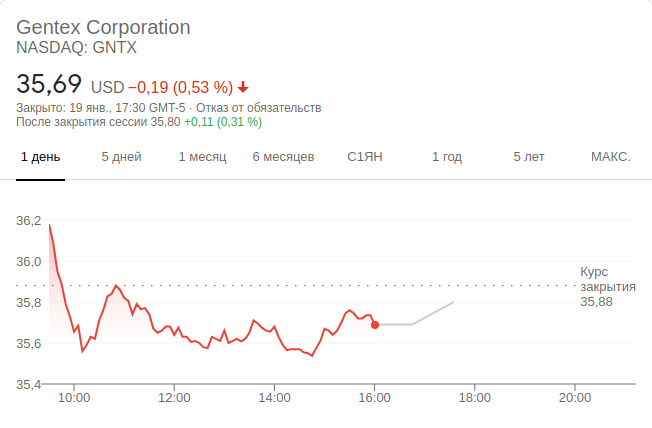 Gentex Corporation
NASDAQ: GNTX
35,69 USD −0,19 (0,53 %)
Закрыто: 19 янв., 17:30 GMT-5 · Отказ от обязательств
После закрытия сессии 35,80 +0,11 (0,31 %)
1 день 5 дней 1 месяц 6 месяцев С1ЯН 1 год 5 лет МАКС.
36,2
36,0
Курс
закрытия
35,88
35,8
35,6
35,4
10:00 12:00 14:00 16:00 18:00 20:00